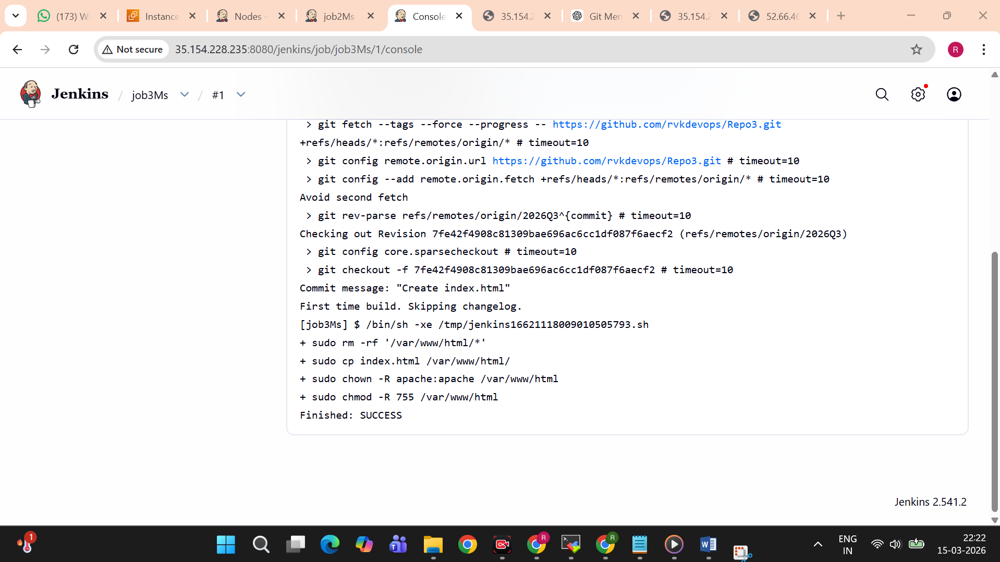 (173) W
Instance
Nodes -
job2Ms
Console
35.154.2
Git Mer
35.154.2
52.66.46
Not secure
35.154.228.235:8080/jenkins/job/job3Ms/1/console
R
Jenkins / job3Ms / #1
> git fetch --tags --force --progress -- https://github.com/rvkdevops/Repo3.git
+refs/heads/*:refs/remotes/origin/* # timeout=10
> git config remote.origin.url https://github.com/rvkdevops/Repo3.git # timeout=10
> git config --add remote.origin.fetch +refs/heads/*:refs/remotes/origin/* # timeout=10
Avoid second fetch
> git rev-parse refs/remotes/origin/2026Q3^{commit} # timeout=10
Checking out Revision 7fe42f4908c81309bae696ac6cc1df087f6aecf2 (refs/remotes/origin/2026Q3)
> git config core.sparsecheckout # timeout=10
> git checkout -f 7fe42f4908c81309bae696ac6cc1df087f6aecf2 # timeout=10
Commit message: "Create index.html"
First time build. Skipping changelog.
[job3Ms] $ /bin/sh -xe /tmp/jenkins16621118009010505793.sh
+ sudo rm -rf '/var/www/html/*'
+ sudo cp index.html /var/www/html/
+ sudo chown -R apache:apache /var/www/html
+ sudo chmod -R 755 /var/www/html
Finished: SUCCESS
Jenkins 2.541.2
1
R
R
ENG
IN
22:22
15-03-2026